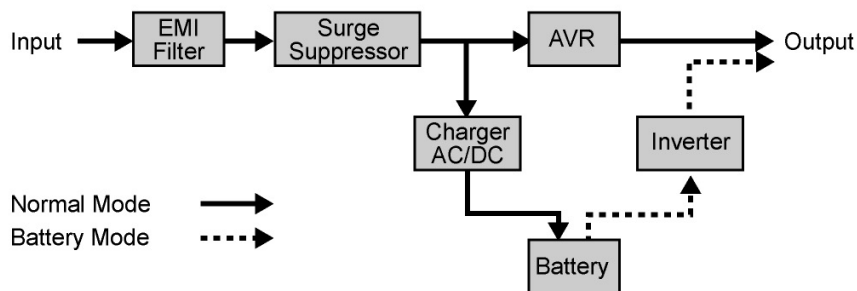 Input
EMI
Filter
Surge
Suppressor
AVR
Output
Charger
AC/DC
Inverter
Normal Mode
Battery Mode
Battery